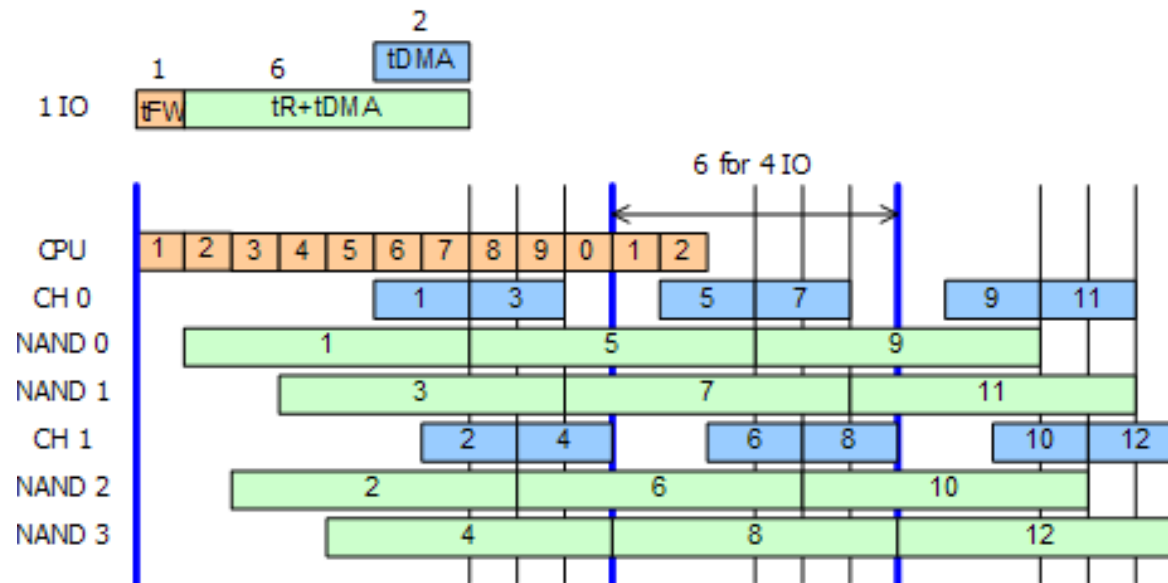 2
tDMA
1 6
1 IO tFW tR+tDMA
6 for 4 IO
CPU 1 2 3 4 5 6 7 8 9 0 1 2
CH 0 1 3 5 7 9 11
NAND 0 1 5 9
NAND 1 3 7 11
CH 1 2 4 6 8 10 12
NAND 2 2 6 10
NAND 3 4 8 12